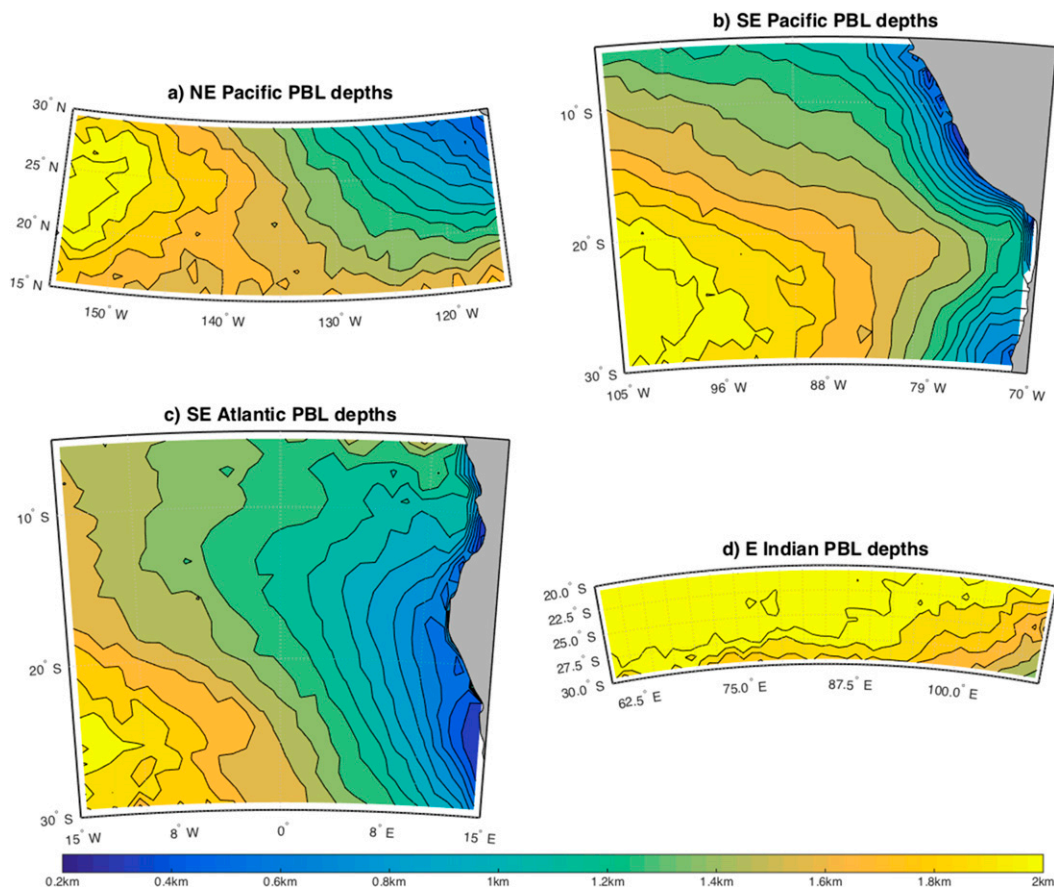 a) NE Pacific PBL depths
30° N
25° N
20° N
15° N
150° W
140° W
130° W
120° W
b) SE Pacific PBL depths
10° S
20° S
30° S
105° W
96° W
88° W
79° W
70° W
c) SE Atlantic PBL depths
10° S
20° S
30° S
15° W
8° W
0°
8° E
15° E
d) E Indian PBL depths
20.0° S
22.5° S
25.0° S
27.5° S
30.0° S
62.5° E
75.0° E
87.5° E
100.0° E
0.2km 0.4km 0.6km 0.8km 1km 1.2km 1.4km 1.6km 1.8km 2km